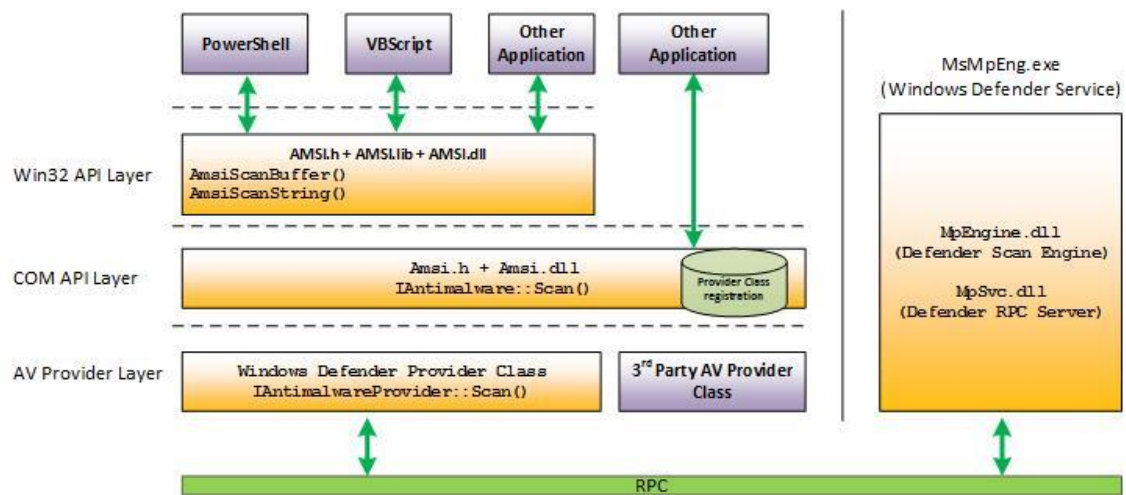 PowerShell
VBScript
Other
Application
Other
Application
MsMpEng.exe
(Windows Defender Service)
Win32 API Layer
AMSI.h + AMSI.lib + AMSI.dll
AmsiScanBuffer()
AmsiScanString()
COM API Layer
Amsi.h + Amsi.dll
IAntimalware::Scan()
Provider Class
registration
MpEngine.dll
(Defender Scan Engine)
MpSvc.dll
(Defender RPC Server)
AV Provider Layer
Windows Defender Provider Class
IAntimalwareProvider::Scan()
3rd Party AV Provider
Class
RPC